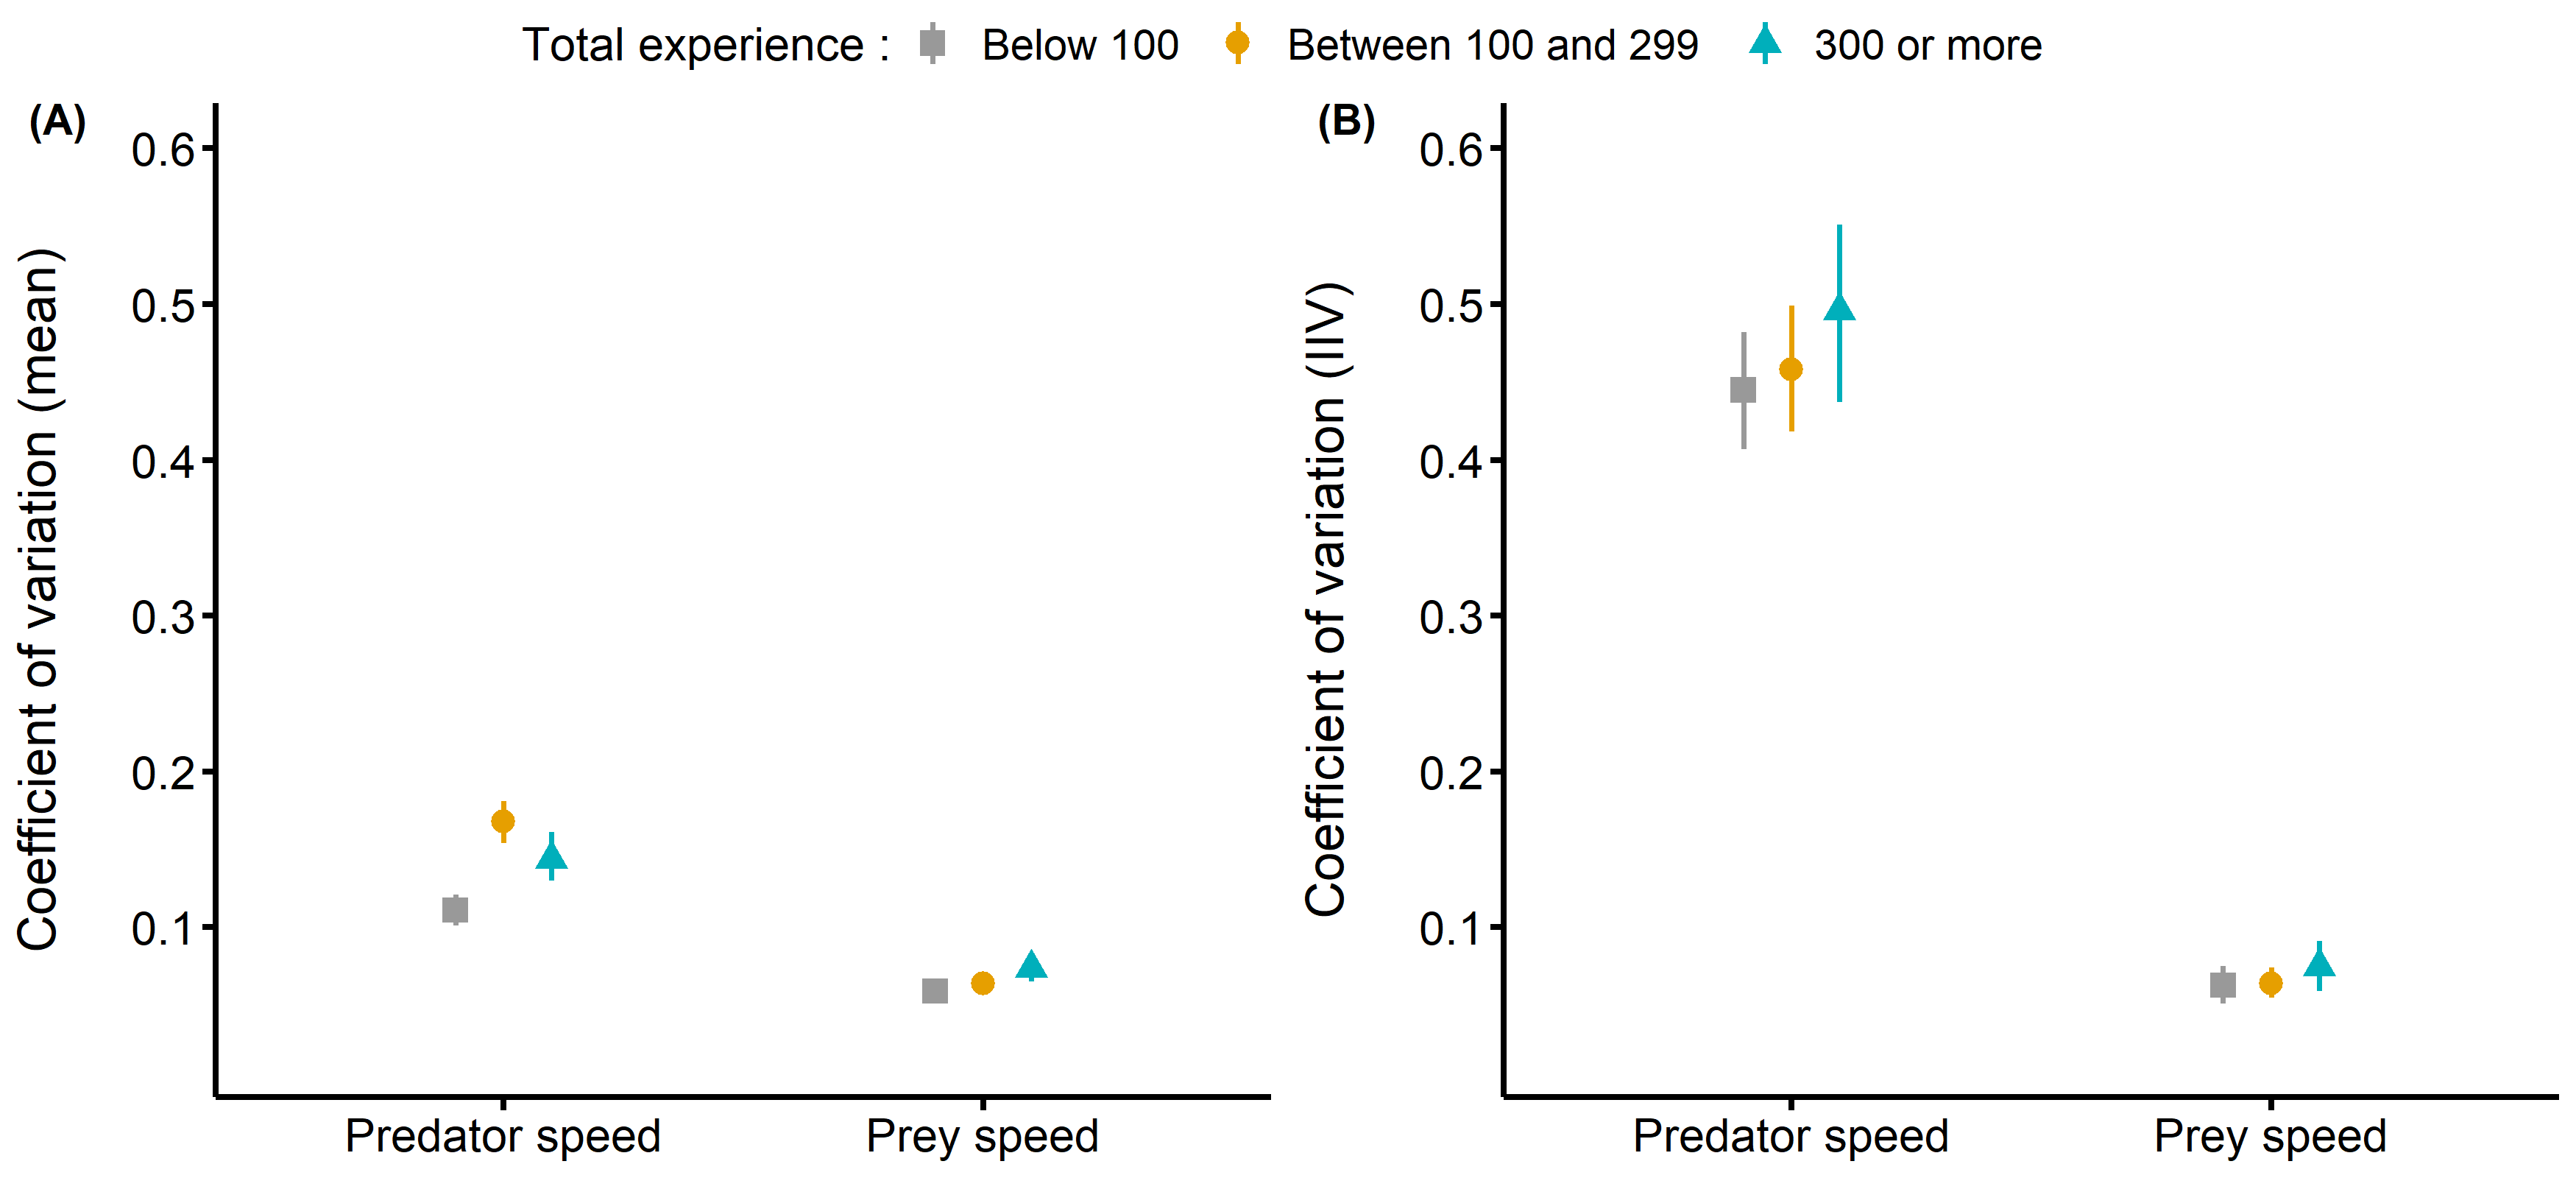 Total experience : Below 100 Between 100 and 299 300 or more
(A)
Coefficient of variation (mean)
0.6
0.5
0.4
0.3
0.2
0.1
Predator speed Prey speed
(B)
Coefficient of variation (IIV)
0.6
0.5
0.4
0.3
0.2
0.1
Predator speed Prey speed